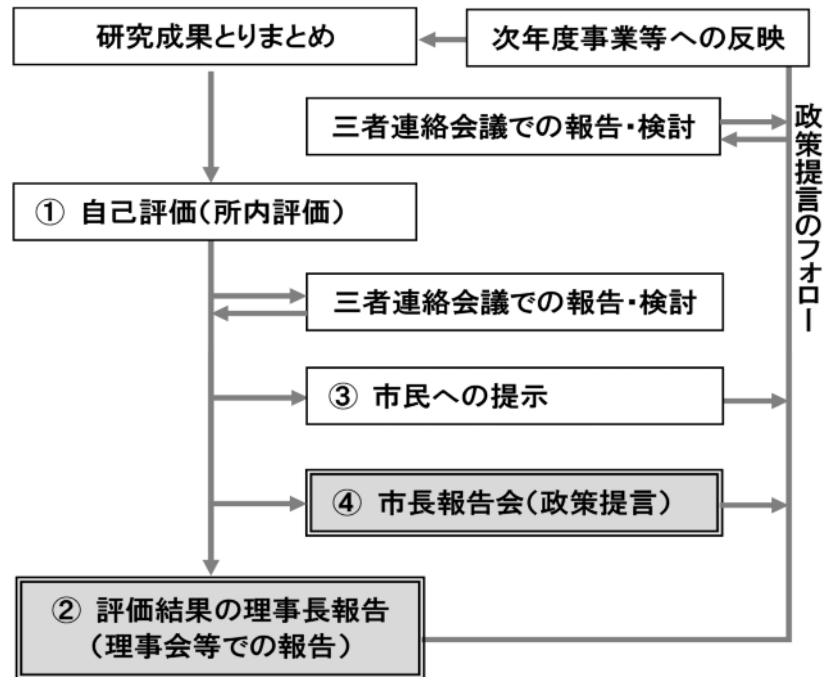 研究成果とりまとめ
次年度事業等への反映
三者連絡会議での報告・検討
政策提言のフォロー
① 自己評価(所内評価)
三者連絡会議での報告・検討
③ 市民への提示
④ 市長報告会(政策提言)
② 評価結果の理事長報告
(理事会等での報告)